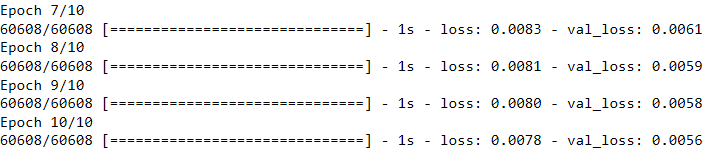 Epoch 7/10
60608/60608 [==============================] - 1s - loss: 0.0083 - val_loss: 0.0061
Epoch 8/10
60608/60608 [==============================] - 1s - loss: 0.0081 - val_loss: 0.0059
Epoch 9/10
60608/60608 [==============================] - 1s - loss: 0.0080 - val_loss: 0.0058
Epoch 10/10
60608/60608 [==============================] - 1s - loss: 0.0078 - val_loss: 0.0056